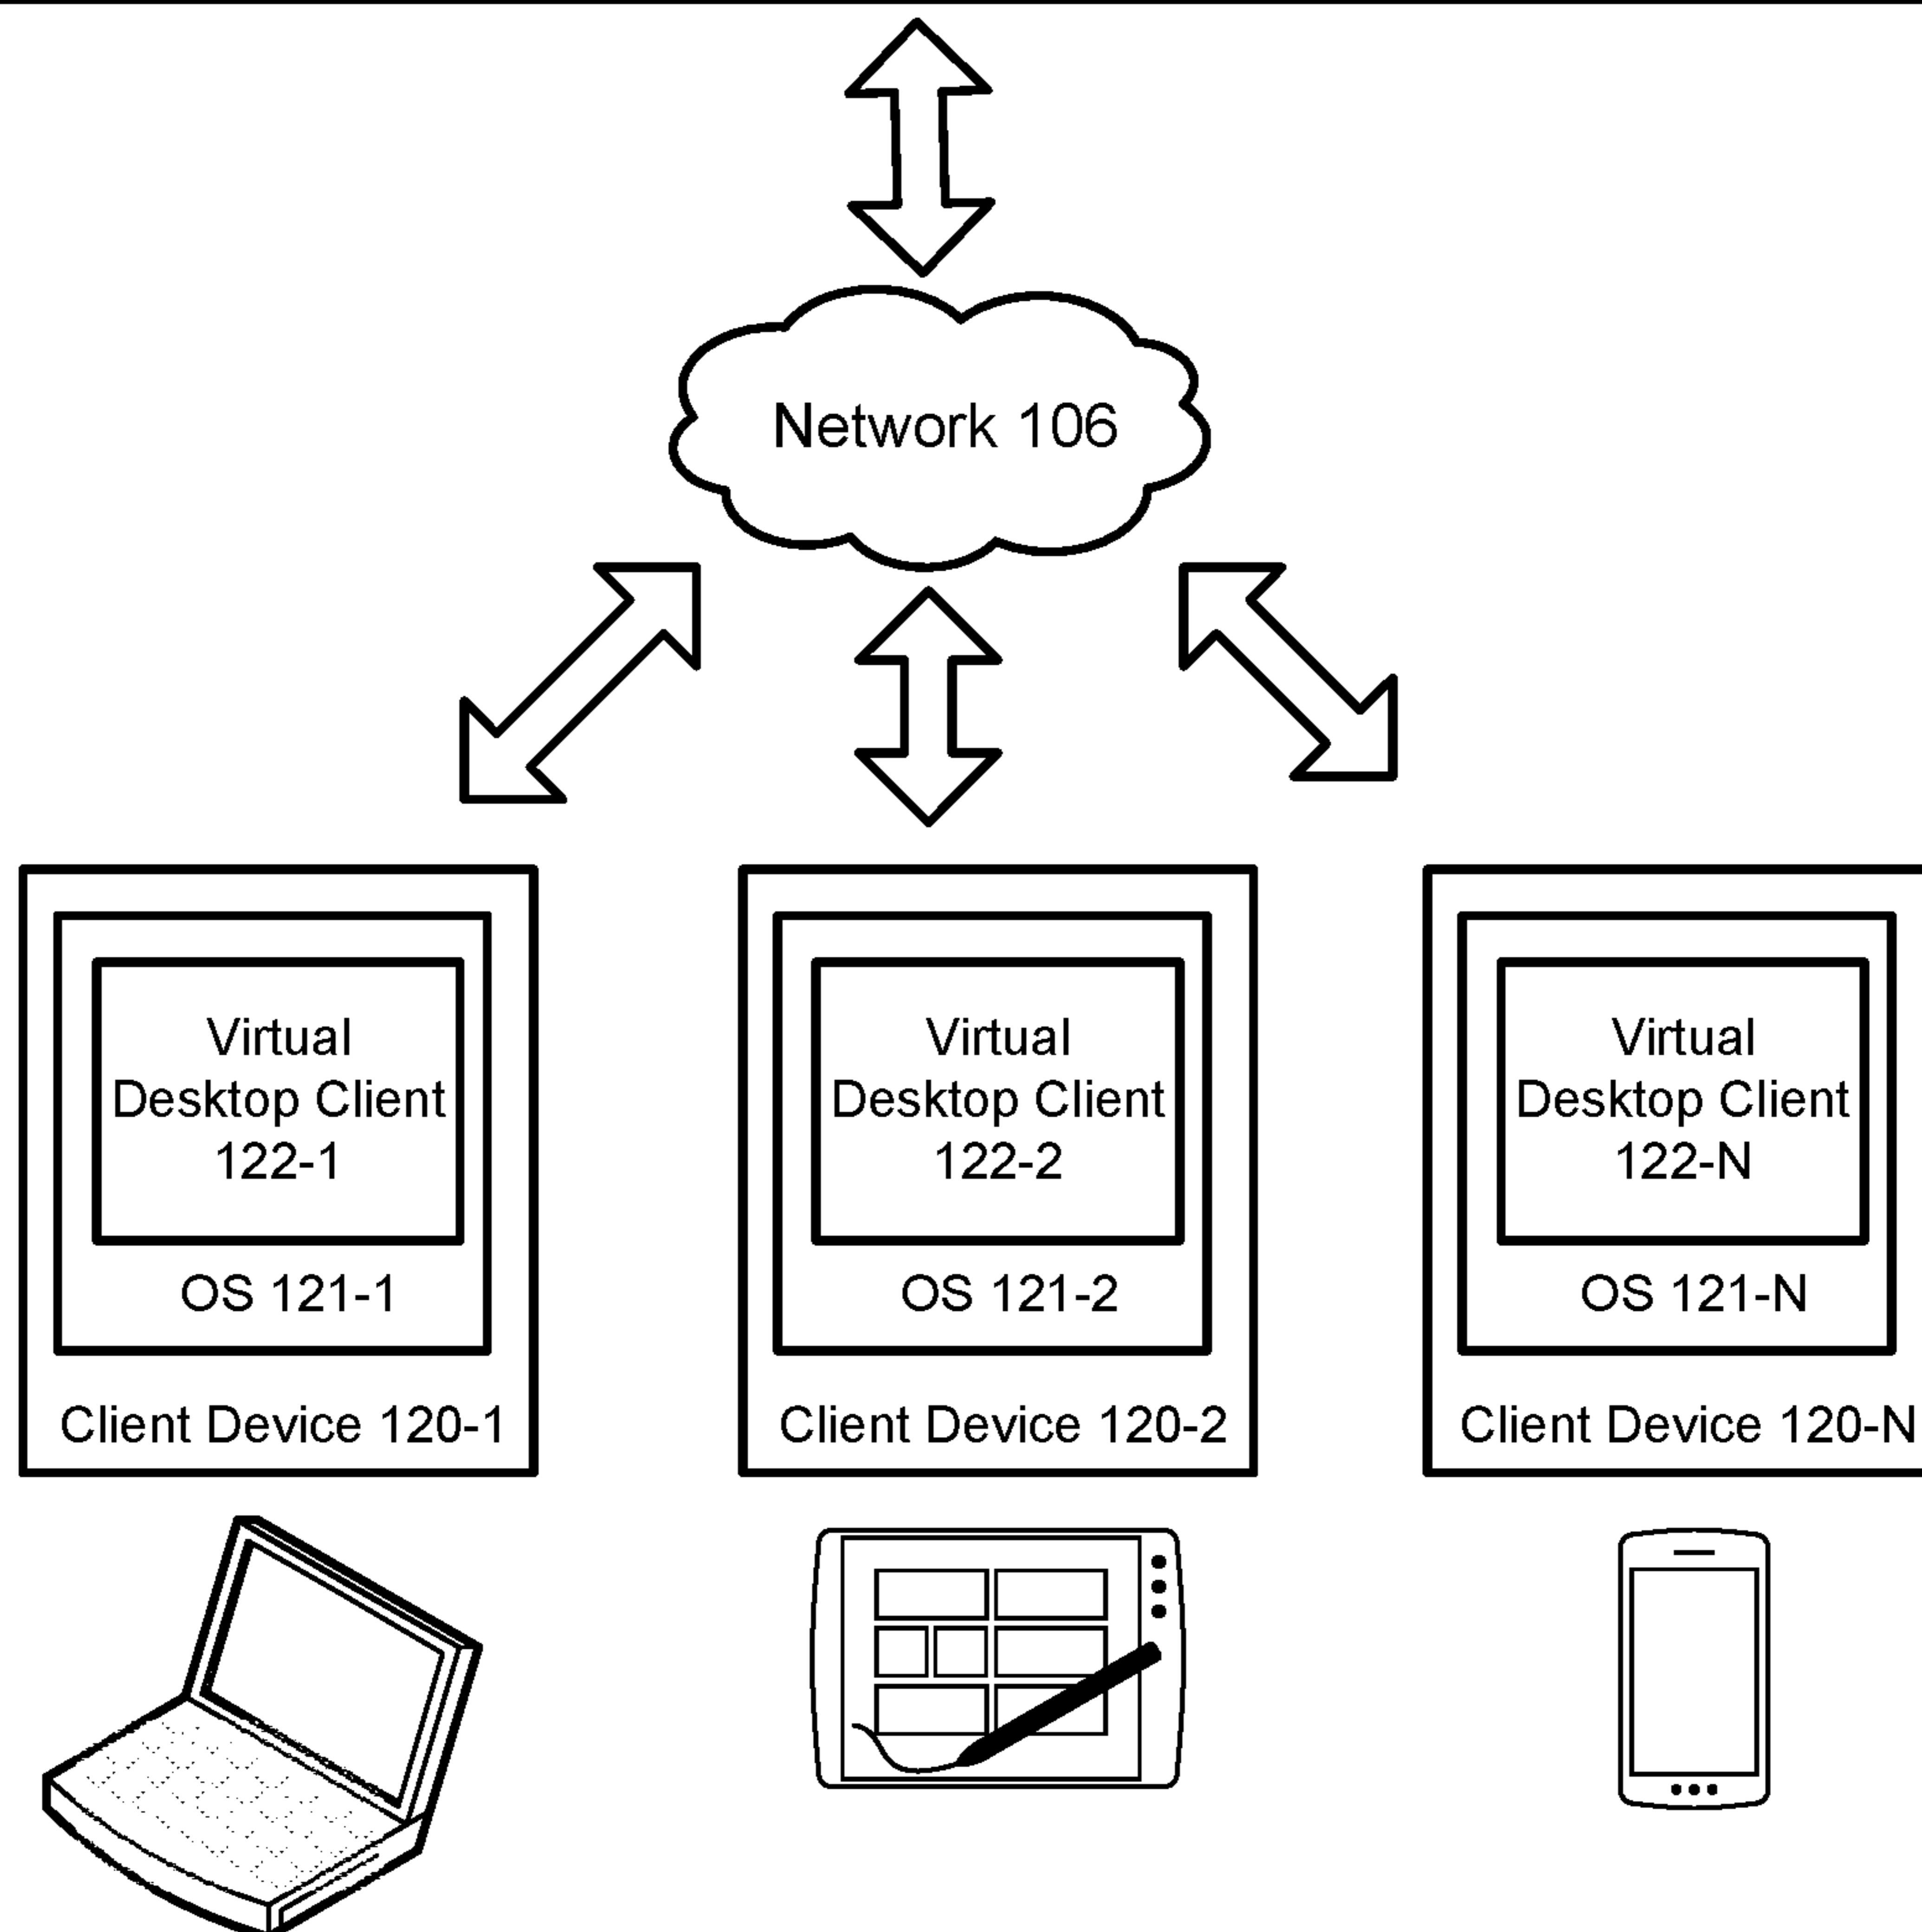 Network 106
Virtual
Desktop Client
122-1
OS 121-1
Client Device 120-1
Virtual
Desktop Client
122-2
OS 121-2
Client Device 120-2
Virtual
Desktop Client
122-N
OS 121-N
Client Device 120-N